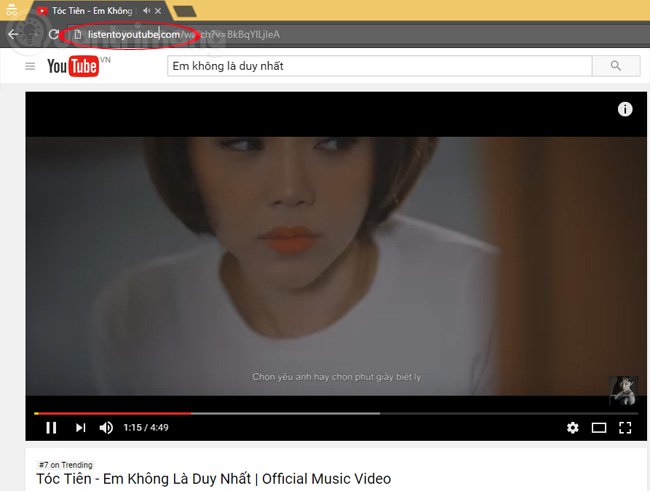 Tóc Tiên - Em Không
listentoyoutube.com/watch?v=Bk8qYlLjleA
YouTube VN
Em không là duy nhất
Chọn yêu anh hay chọn phút giây biệt ly
1:15 / 4:49
#7 on Trending
Tóc Tiên - Em Không Là Duy Nhất | Official Music Video